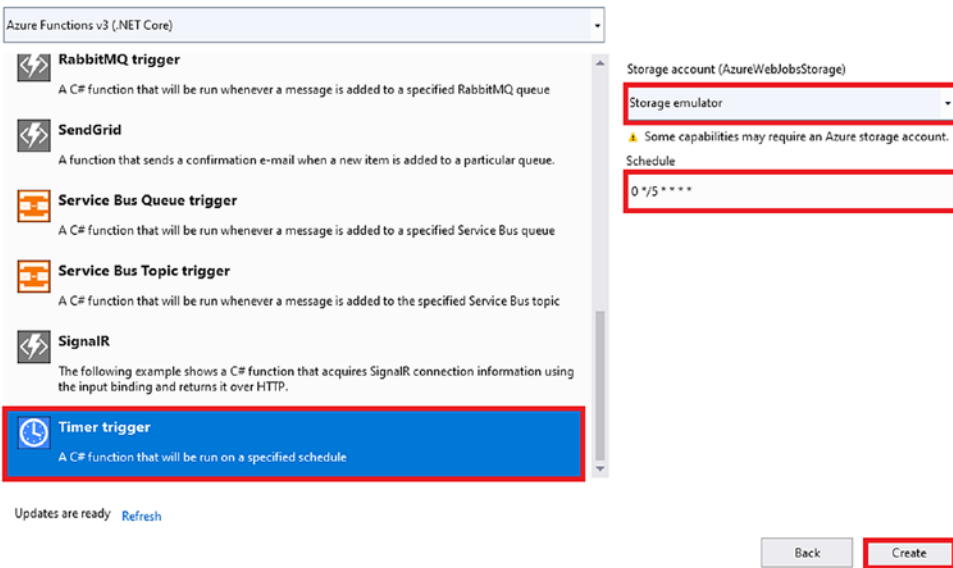 Azure Functions v3 (.NET Core)
RabbitMQ trigger
A C# function that will be run whenever a message is added to a specified RabbitMQ queue
SendGrid
A function that sends a confirmation e-mail when a new item is added to a particular queue.
Service Bus Queue trigger
A C# function that will be run whenever a message is added to a specified Service Bus queue
Service Bus Topic trigger
A C# function that will be run whenever a message is added to the specified Service Bus topic
SignalR
The following example shows a C# function that acquires SignalR connection information using
the input binding and returns it over HTTP.
Timer trigger
A C# function that will be run on a specified schedule
Updates are ready Refresh
Storage account (AzureWebJobsStorage)
Storage emulator
Some capabilities may require an Azure storage account.
Schedule
0 */5 * * * *
Back
Create